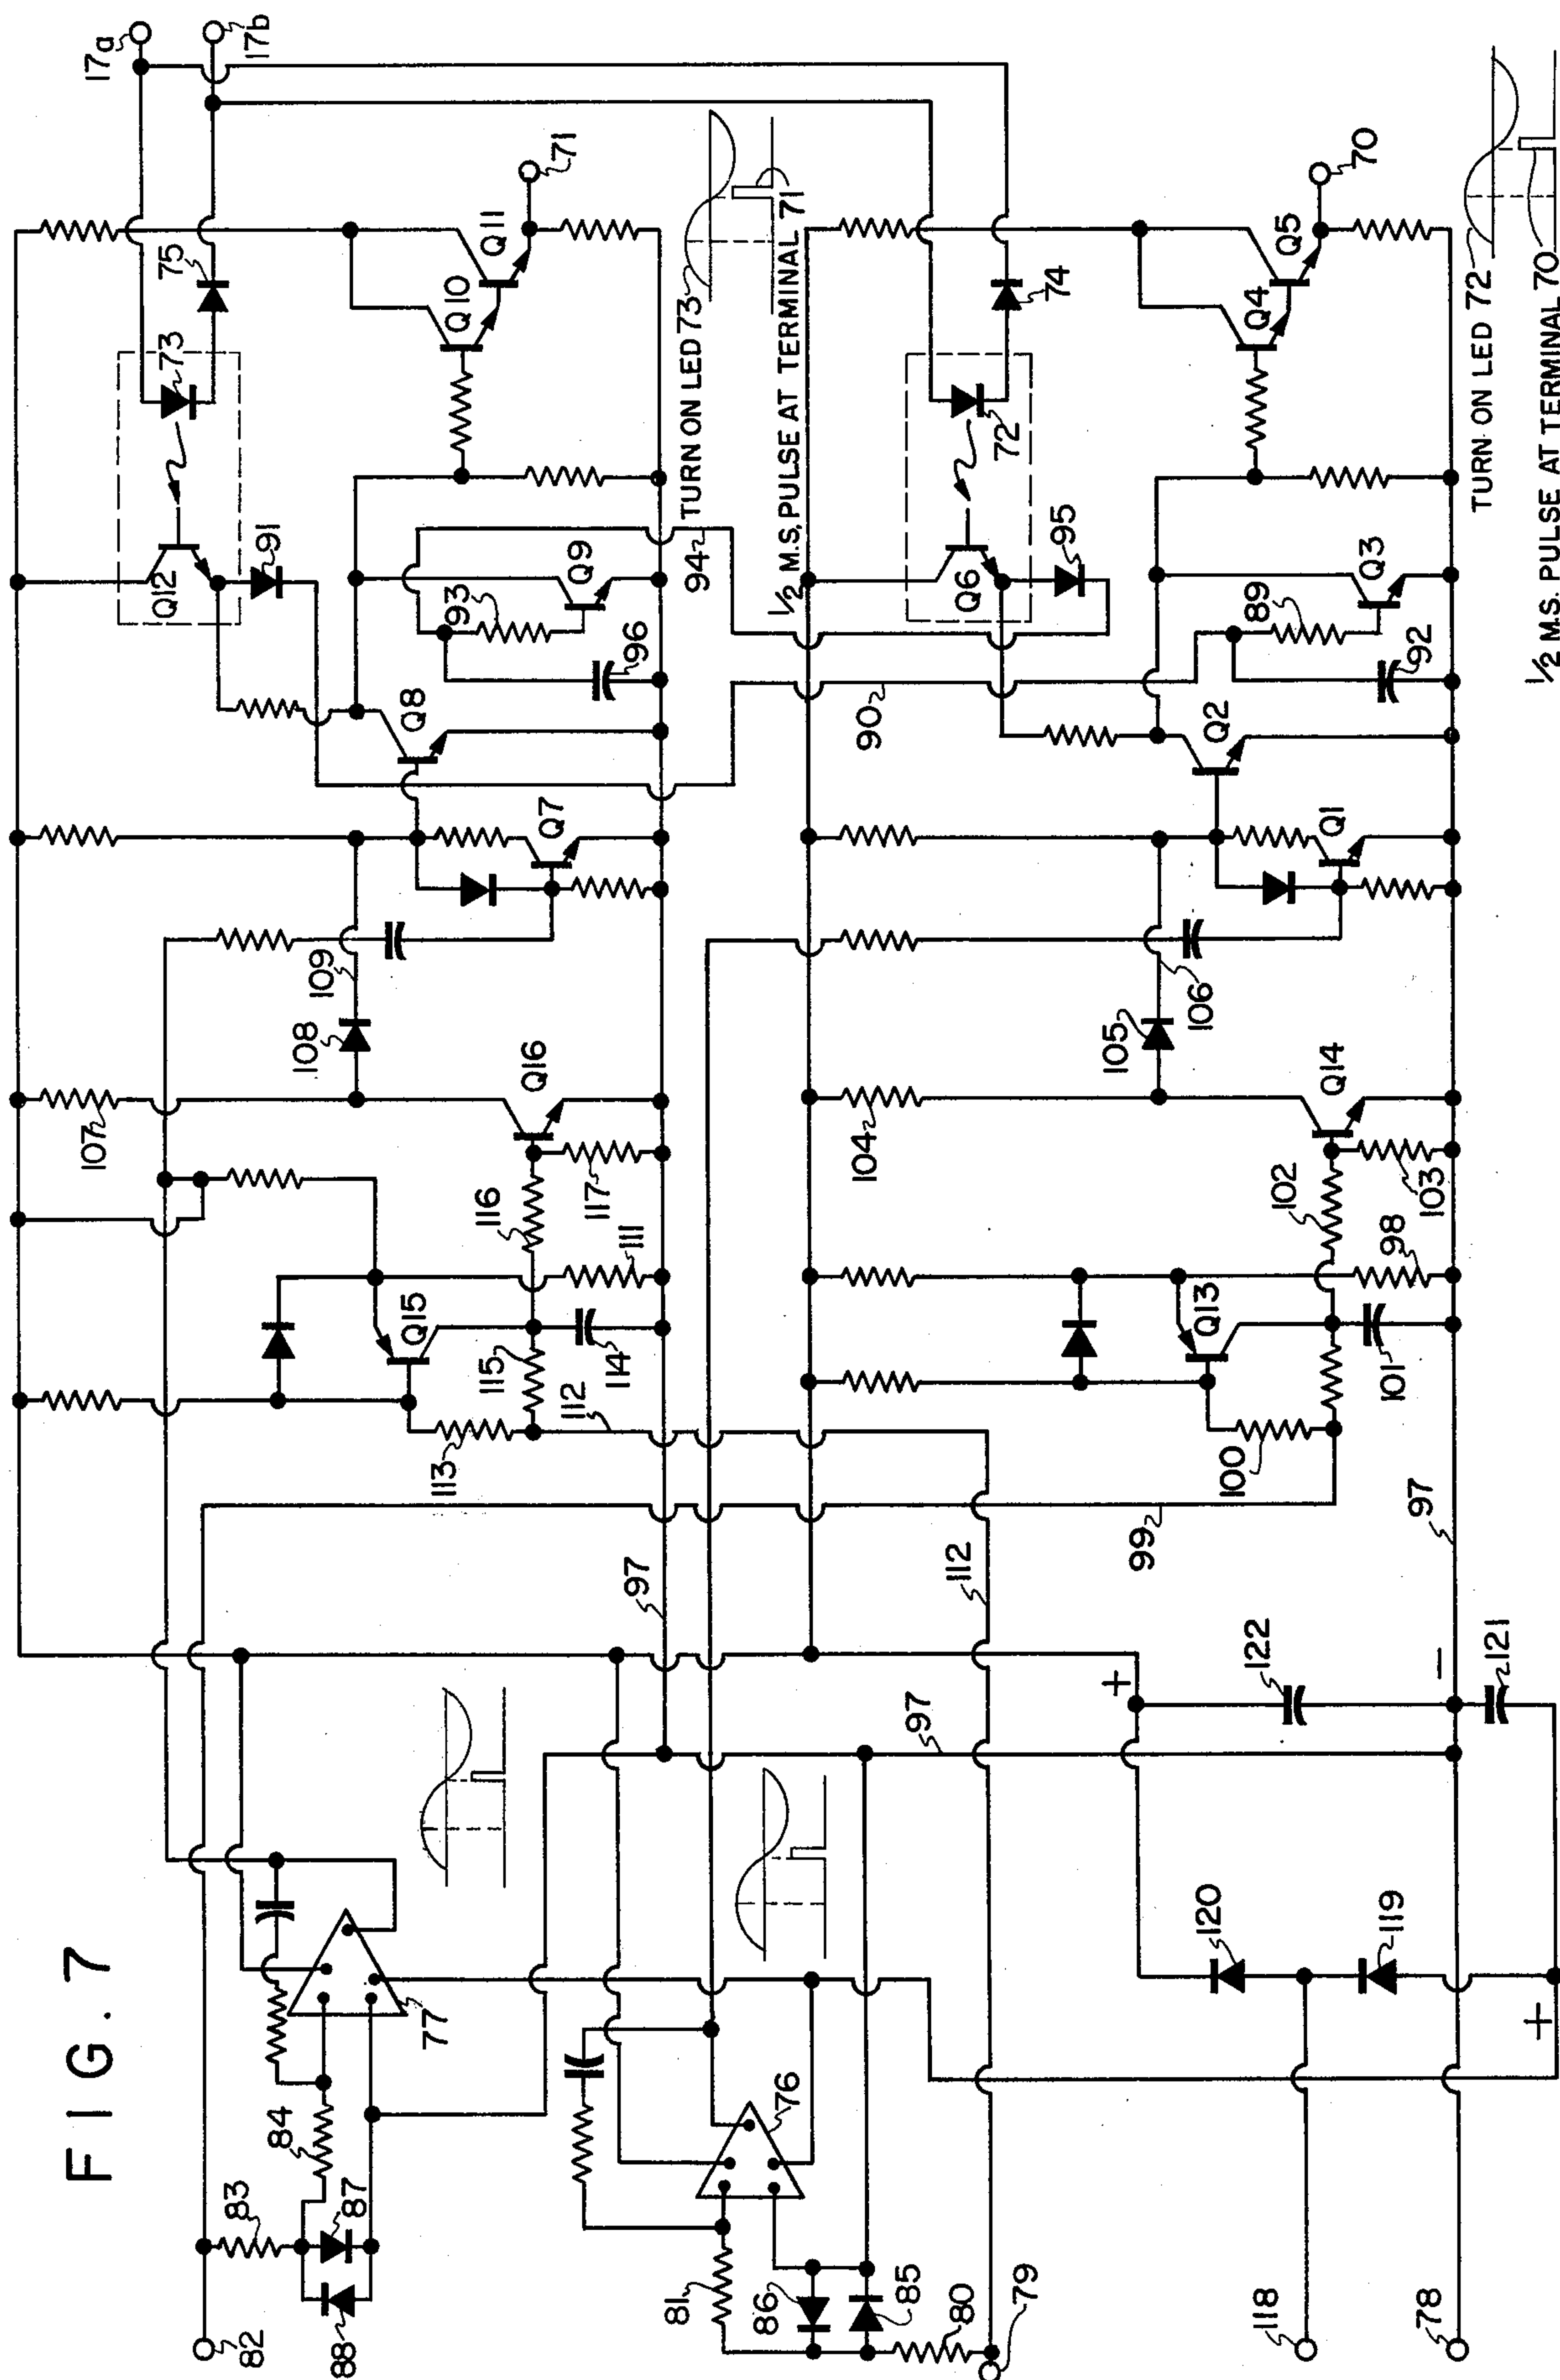 FIG. 7
17a
17b
75
73
Q12
91
Q10
Q11
71
Q8
93
Q9
96
94
TURN ON LED 73
1/2 M.S. PULSE AT TERMINAL 71
Q7
109
108
Q16
107
116
117
111
Q15
115
114
112
113
97
77
84
83
87
88
82
74
72
Q6
95
90
Q4
Q5
70
89
Q3
92
Q2
TURN ON LED 72
1/2 M.S. PULSE AT TERMINAL 70
Q1
106
105
Q14
104
102
103
98
Q13
101
100
99
97
112
97
+
122
–
121
76
81
86
85
80
79
120
119
+
118
78